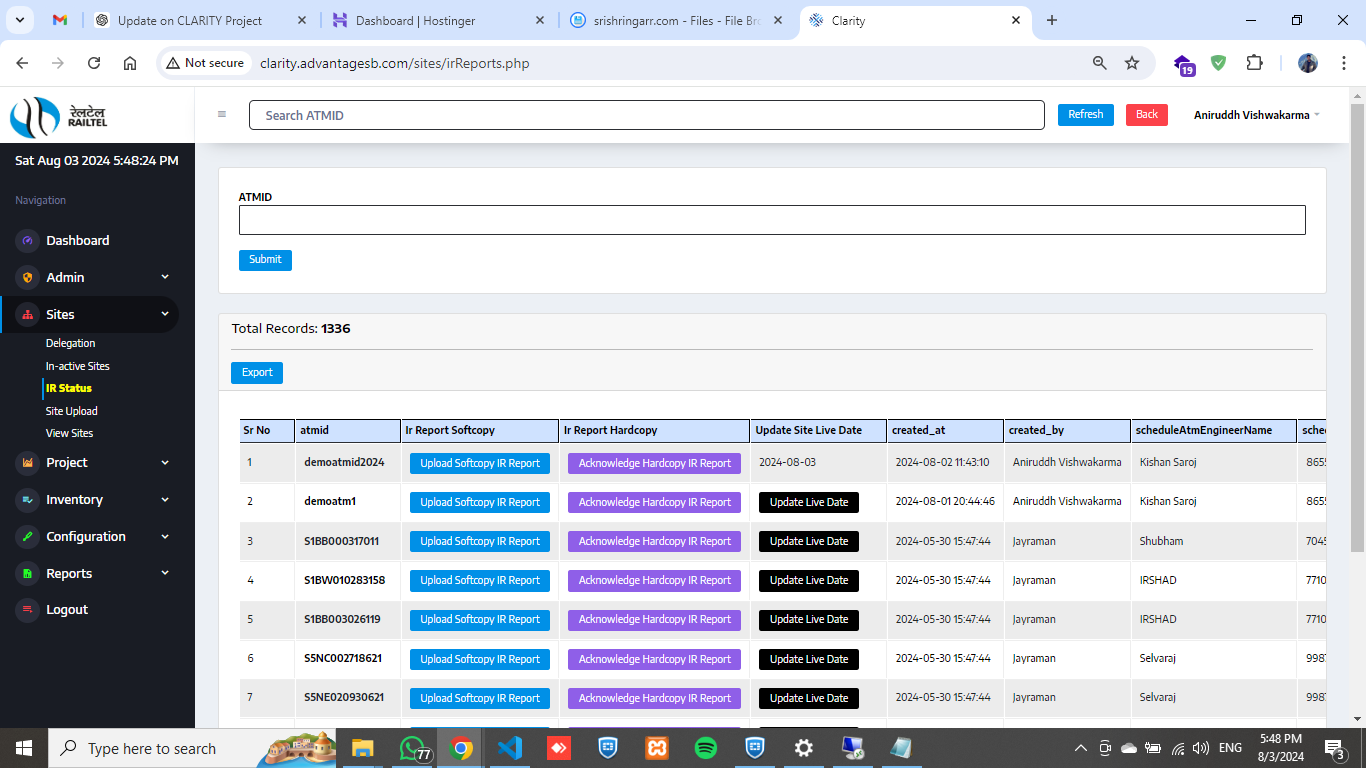 Update on CLARITY Project
Dashboard | Hostinger
srishringarr.com - Files - File Bro
Clarity
Not secure
clarity.advantagesb.com/sites/irReports.php
19
रेलटेल
RAILTEL
Search ATMID
Refresh
Back
Aniruddh Vishwakarma
Sat Aug 03 2024 5:48:24 PM
Navigation
Dashboard
Admin
Sites
Delegation
In-active Sites
IR Status
Site Upload
View Sites
Project
Inventory
Configuration
Reports
Logout
ATMID
Submit
Total Records: 1336
Export
Sr No atmid Ir Report Softcopy Ir Report Hardcopy Update Site Live Date created_at created_by scheduleAtmEngineerName sched
1 demoatmid2024 Upload Softcopy IR Report Acknowledge Hardcopy IR Report 2024-08-03 2024-08-02 11:43:10 Aniruddh Vishwakarma Kishan Saroj 8655
2 demoatm1 Upload Softcopy IR Report Acknowledge Hardcopy IR Report Update Live Date 2024-08-01 20:44:46 Aniruddh Vishwakarma Kishan Saroj 8655
3 S1BB000317011 Upload Softcopy IR Report Acknowledge Hardcopy IR Report Update Live Date 2024-05-30 15:47:44 Jayraman Shubham 7045
4 S1BW010283158 Upload Softcopy IR Report Acknowledge Hardcopy IR Report Update Live Date 2024-05-30 15:47:44 Jayraman IRSHAD 7710
5 S1BB003026119 Upload Softcopy IR Report Acknowledge Hardcopy IR Report Update Live Date 2024-05-30 15:47:44 Jayraman IRSHAD 7710
6 S5NC002718621 Upload Softcopy IR Report Acknowledge Hardcopy IR Report Update Live Date 2024-05-30 15:47:44 Jayraman Selvaraj 9987
7 S5NE020930621 Upload Softcopy IR Report Acknowledge Hardcopy IR Report Update Live Date 2024-05-30 15:47:44 Jayraman Selvaraj 9987
Type here to search
77
ENG
5:48 PM
8/3/2024
3